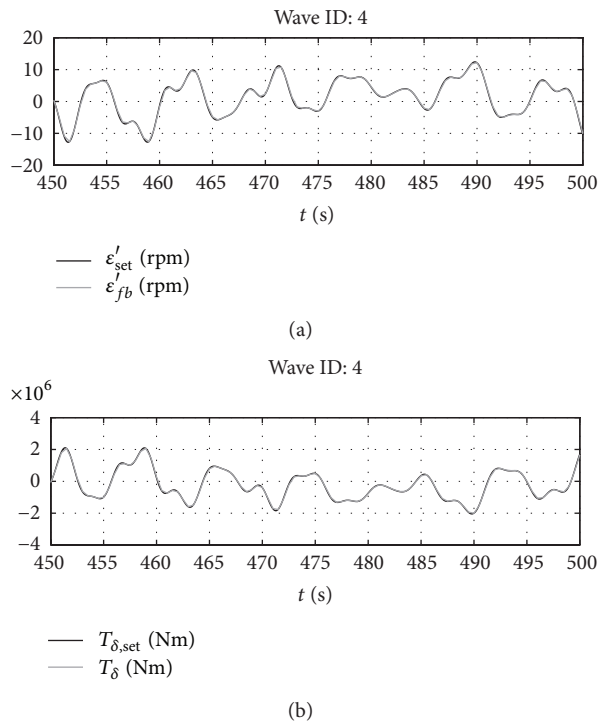 Wave ID: 4
20
10
0
−10
−20
450 455 460 465 470 475 480 485 490 495 500
t (s)
ε′set (rpm)
ε′fb (rpm)
(a)
Wave ID: 4
×10⁶
4
2
0
−2
−4
450 455 460 465 470 475 480 485 490 495 500
t (s)
Tδ,set (Nm)
Tδ (Nm)
(b)